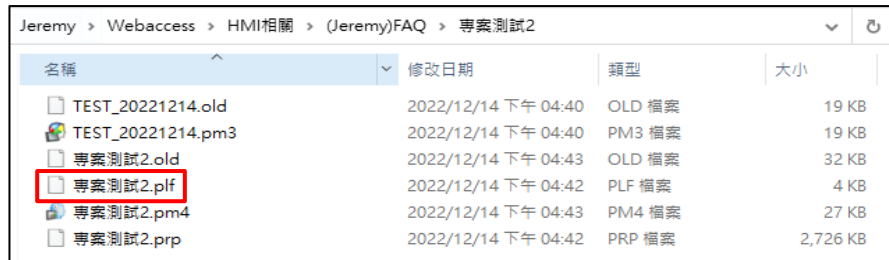 Jeremy > Webaccess > HMI相關 > (Jeremy)FAQ > 專案測試2
名稱 修改日期 類型 大小
TEST_20221214.old 2022/12/14 下午 04:40 OLD 檔案 19 KB
TEST_20221214.pm3 2022/12/14 下午 04:40 PM3 檔案 19 KB
專案測試2.old 2022/12/14 下午 04:43 OLD 檔案 32 KB
專案測試2.plf 2022/12/14 下午 04:42 PLF 檔案 4 KB
專案測試2.pm4 2022/12/14 下午 04:43 PM4 檔案 27 KB
專案測試2.prp 2022/12/14 下午 04:42 PRP 檔案 2,726 KB